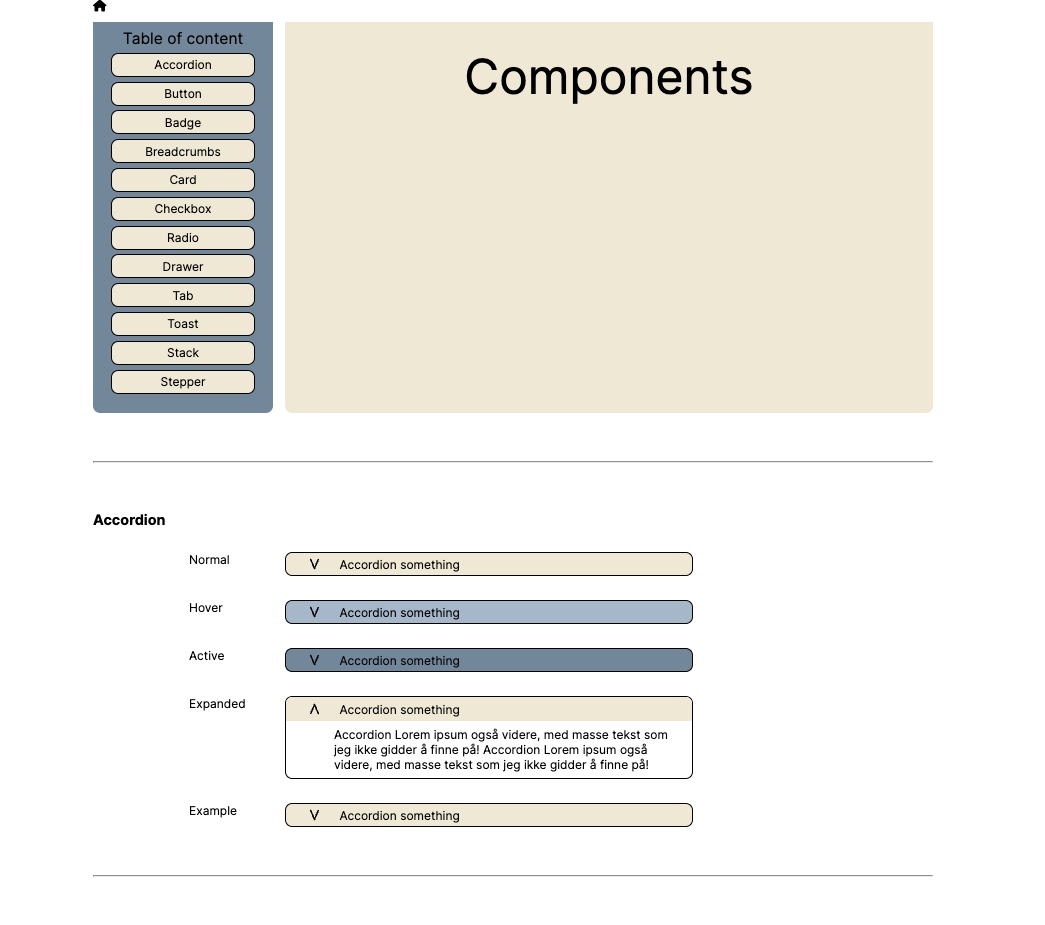 Table of content
Accordion
Button
Badge
Breadcrumbs
Card
Checkbox
Radio
Drawer
Tab
Toast
Stack
Stepper
Components
Accordion
Normal
Accordion something
Hover
Accordion something
Active
Accordion something
Expanded
Accordion something
Accordion Lorem ipsum også videre, med masse tekst som
jeg ikke gidder å finne på! Accordion Lorem ipsum også
videre, med masse tekst som jeg ikke gidder å finne på!
Example
Accordion something